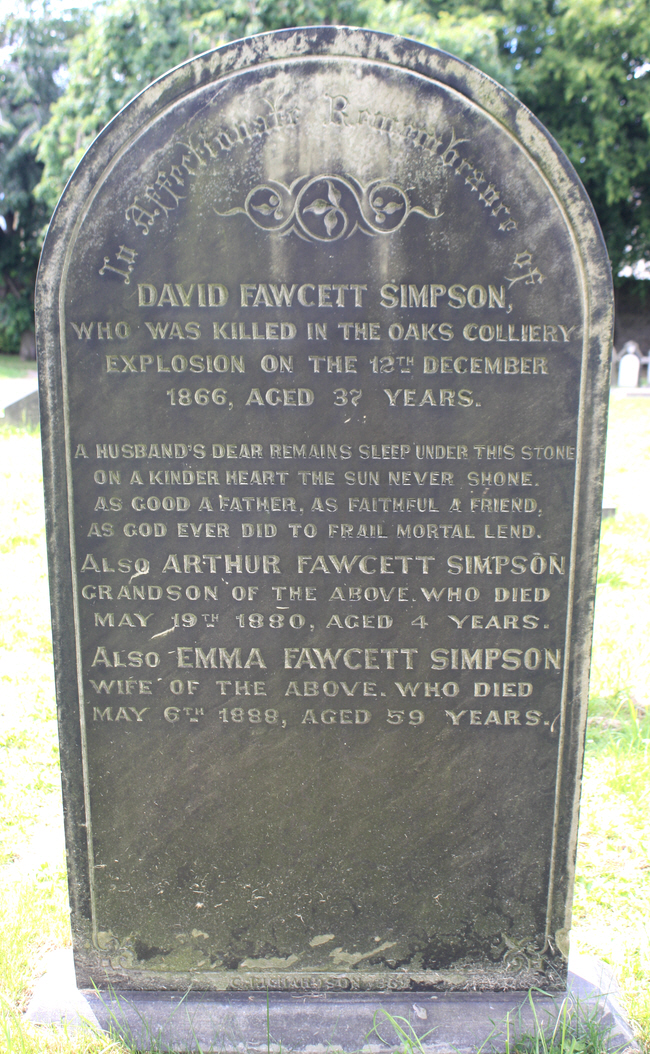 In Affectionate Remembrance of
DAVID FAWCETT SIMPSON,
WHO WAS KILLED IN THE OAKS COLLIERY
EXPLOSION ON THE 12TH DECEMBER
1866, AGED 37 YEARS.
A HUSBAND'S DEAR REMAINS SLEEP UNDER THIS STONE
ON A KINDER HEART THE SUN NEVER SHONE.
AS GOOD A FATHER, AS FAITHFUL A FRIEND,
AS GOD EVER DID TO FRAIL MORTAL LEND.
ALSO ARTHUR FAWCETT SIMPSON
GRANDSON OF THE ABOVE. WHO DIED
MAY 19TH 1880, AGED 4 YEARS.
ALSO EMMA FAWCETT SIMPSON
WIFE OF THE ABOVE. WHO DIED
MAY 6TH 1888, AGED 59 YEARS.
RICHARDSON